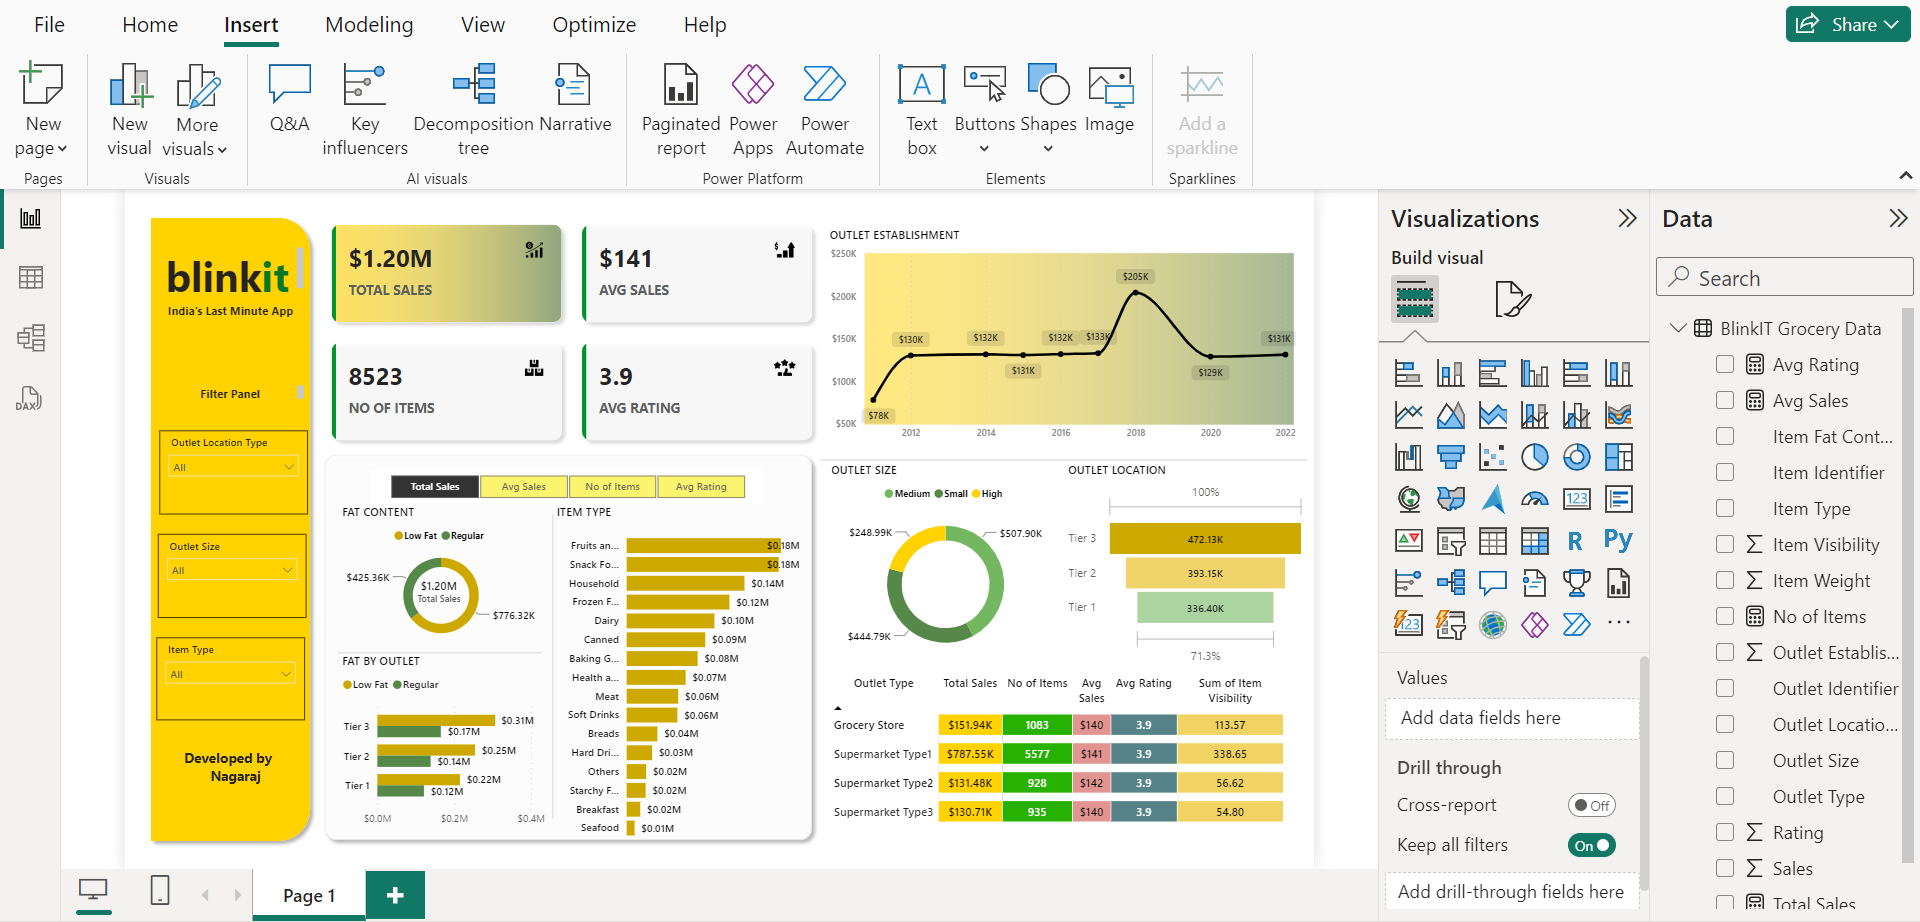 File Home Insert Modeling View Optimize Help Share
New page
New visual
More visuals
Q&A
Key influencers
Decomposition tree
Narrative
Paginated report
Power Apps
Power Automate
Text box
Buttons
Shapes
Image
Add a sparkline
Pages Visuals AI visuals Power Platform Elements Sparklines
blinkit
India's Last Minute App
Filter Panel
Outlet Location Type
All
Outlet Size
All
Item Type
All
Developed by
Nagaraj
$1.20M
TOTAL SALES
$141
AVG SALES
8523
NO OF ITEMS
3.9
AVG RATING
OUTLET ESTABLISHMENT
$250K
$200K
$150K
$100K
$50K
$78K
$130K
$132K
$131K
$132K
$133K
$205K
$129K
$131K
2012 2014 2016 2018 2020 2022
Total Sales Avg Sales No of Items Avg Rating
FAT CONTENT
Low Fat Regular
$425.36K
$1.20M
Total Sales
$776.32K
FAT BY OUTLET
Low Fat Regular
Tier 3 $0.31M
$0.17M
Tier 2 $0.25M
$0.14M
Tier 1 $0.22M
$0.12M
$0.0M $0.2M $0.4M
ITEM TYPE
Fruits an... $0.18M
Snack Fo... $0.18M
Household $0.14M
Frozen F... $0.12M
Dairy $0.10M
Canned $0.09M
Baking G... $0.08M
Health a... $0.07M
Meat $0.06M
Soft Drinks $0.06M
Breads $0.04M
Hard Dri... $0.03M
Others $0.02M
Starchy F... $0.02M
Breakfast $0.02M
Seafood $0.01M
OUTLET SIZE
Medium Small High
$248.99K
$507.90K
$444.79K
OUTLET LOCATION
100%
Tier 3 472.13K
Tier 2 393.15K
Tier 1 336.40K
71.3%
Outlet Type Total Sales No of Items Avg Sales Avg Rating Sum of Item Visibility
Grocery Store $151.94K 1083 $140 3.9 113.57
Supermarket Type1 $787.55K 5577 $141 3.9 338.65
Supermarket Type2 $131.48K 928 $142 3.9 56.62
Supermarket Type3 $130.71K 935 $140 3.9 54.80
Page 1
DAX
Visualizations
Build visual
123
R
Py
123
Values
Add data fields here
Drill through
Cross-report Off
Keep all filters On
Add drill-through fields here
Data
Search
BlinkIT Grocery Data
Avg Rating
Avg Sales
Item Fat Cont...
Item Identifier
Item Type
Item Visibility
Item Weight
No of Items
Outlet Establis...
Outlet Identifier
Outlet Locatio...
Outlet Size
Outlet Type
Rating
Sales
Total Sales